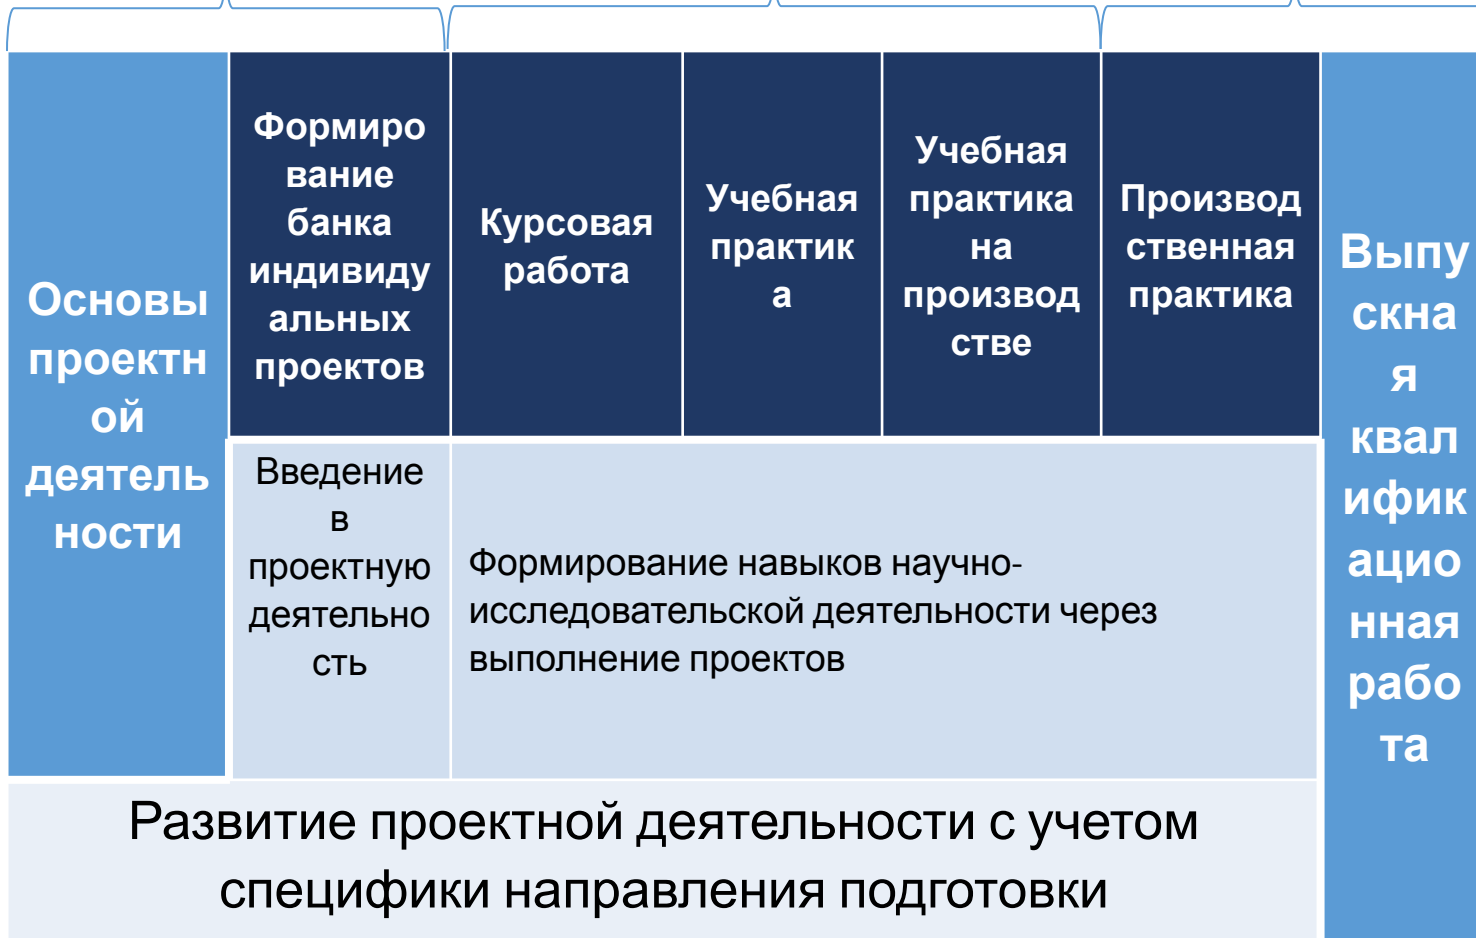 Основы
проектн
ой
деятель
ности
Формиро
вание
банка
индивиду
альных
проектов
Курсовая
работа
Учебная
практик
а
Учебная
практика
на
производ
стве
Производ
ственная
практика
Выпу
скна
я
квал
ифик
ацио
нная
рабо
та
Введение
в
проектную
деятельно
сть
Формирование навыков научно-
исследовательской деятельности через
выполнение проектов
Развитие проектной деятельности с учетом
специфики направления подготовки